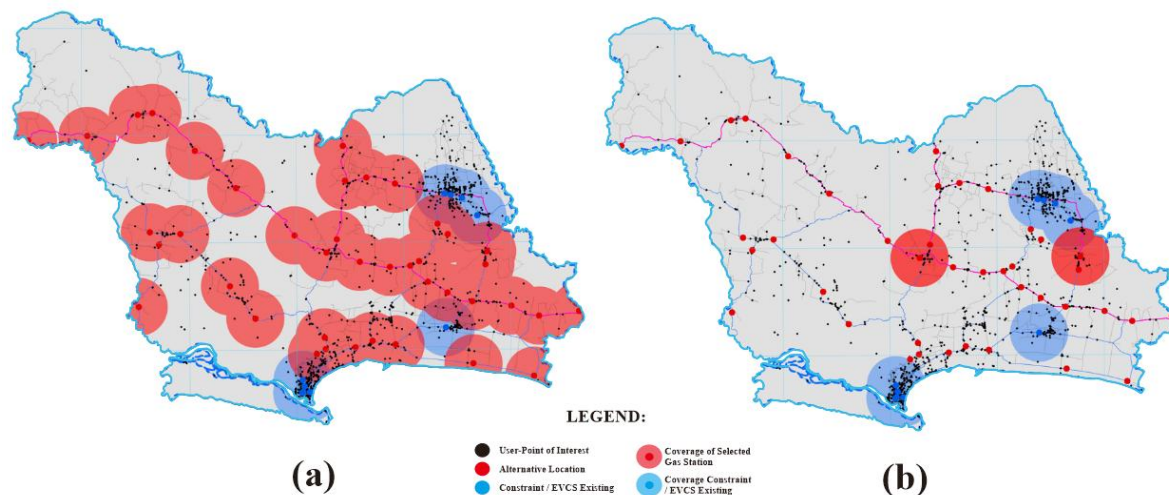 LEGEND:
User-Point of Interest
Alternative Location
Constraint / EVCS Existing
Coverage of Selected
Gas Station
Coverage Constraint
/ EVCS Existing
(a)
(b)